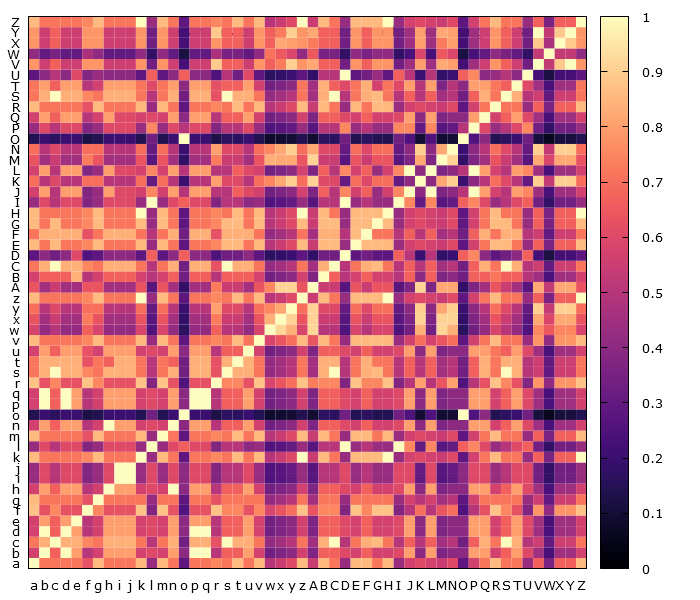 Z
Y
X
W
V
U
T
S
R
Q
P
O
N
M
L
K
J
I
H
G
F
E
D
C
B
A
z
y
x
w
v
u
t
s
r
q
p
o
n
m
l
k
j
i
h
g
f
e
d
c
b
a
a b c d e f g h i j k l m n o p q r s t u v w x y z A B C D E F G H I J K L M N O P Q R S T U V W X Y Z
1
0.9
0.8
0.7
0.6
0.5
0.4
0.3
0.2
0.1
0